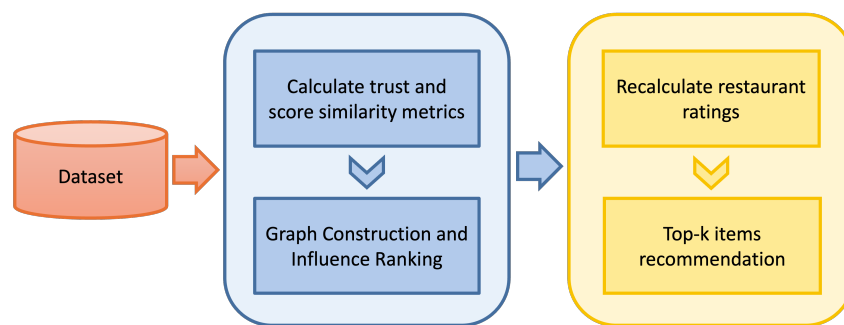 Dataset
Calculate trust and
score similarity metrics
Graph Construction and
Influence Ranking
Recalculate restaurant
ratings
Top-k items
recommendation